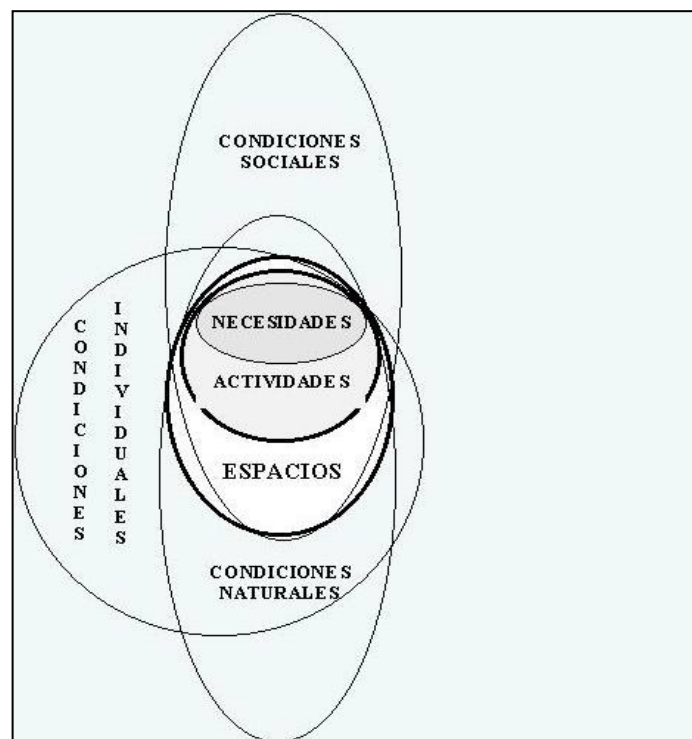 CONDICIONES
SOCIALES
CONDICIONES
INDIVIDUALES
NECESIDADES
ACTIVIDADES
ESPACIOS
CONDICIONES
NATURALES